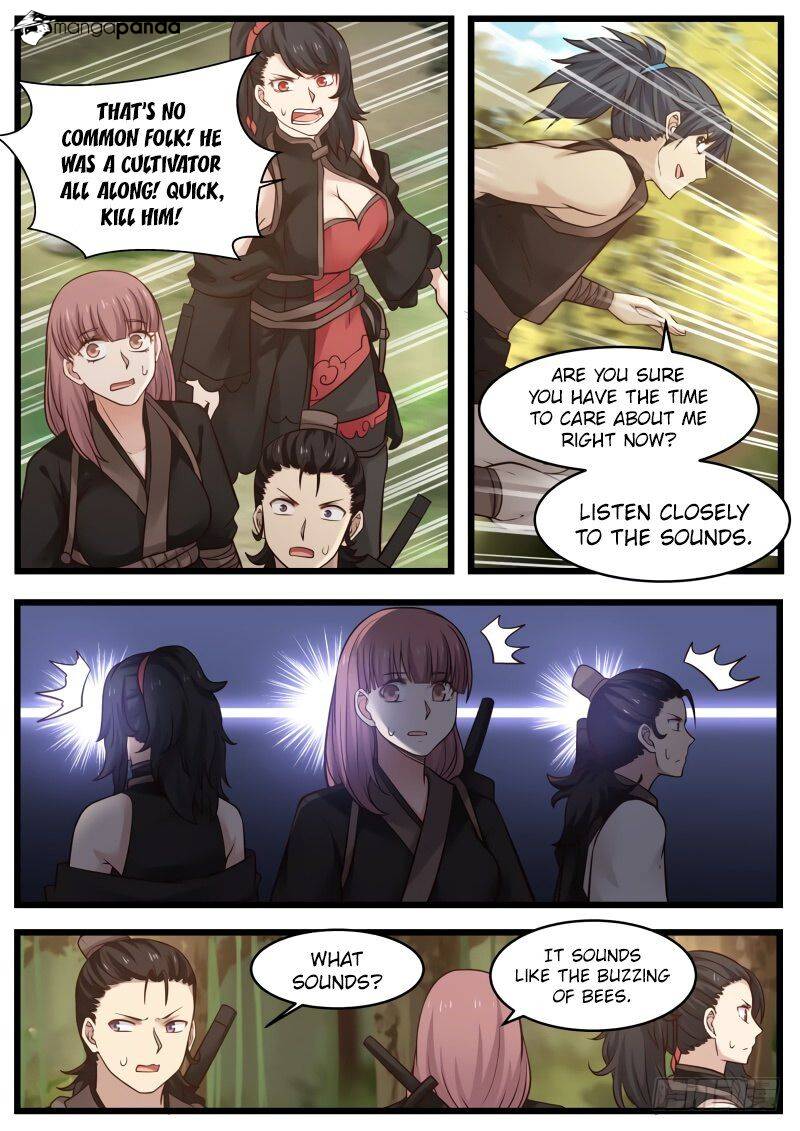 mangapanda
THAT'S NO
COMMON FOLK! HE
WAS A CULTIVATOR
ALL ALONG! QUICK,
KILL HIM!
ARE YOU SURE
YOU HAVE THE TIME
TO CARE ABOUT ME
RIGHT NOW?
LISTEN CLOSELY
TO THE SOUNDS.
WHAT
SOUNDS?
IT SOUNDS
LIKE THE BUZZING
OF BEES.